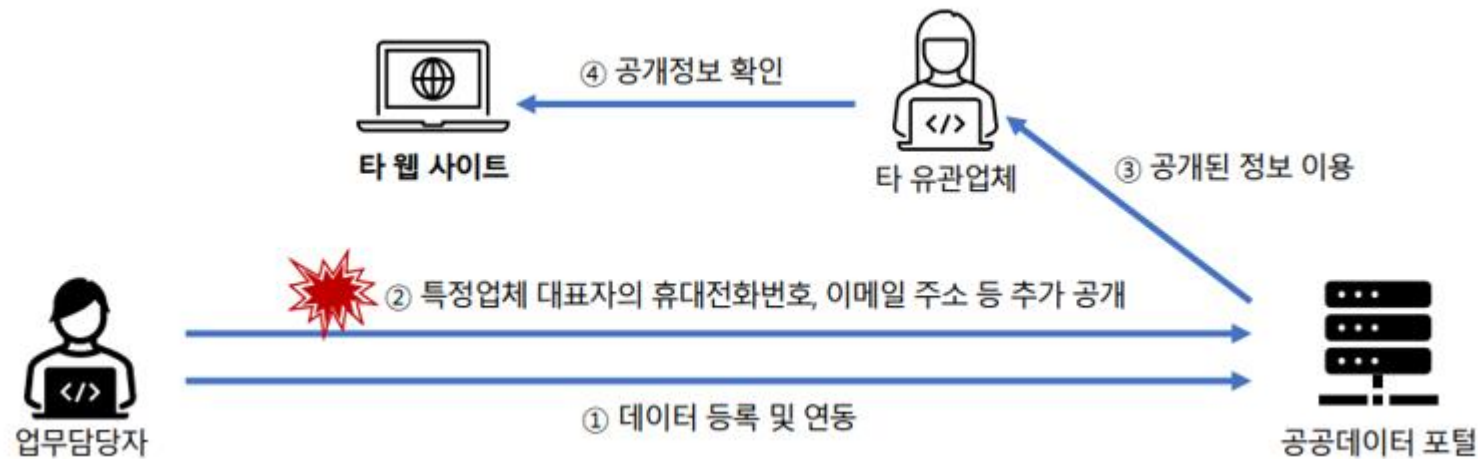 ④ 공개정보 확인
</>
타 웹 사이트
타 유관업체
③ 공개된 정보 이용
② 특정업체 대표자의 휴대전화번호, 이메일 주소 등 추가 공개
</>
① 데이터 등록 및 연동
업무담당자
공공데이터 포털